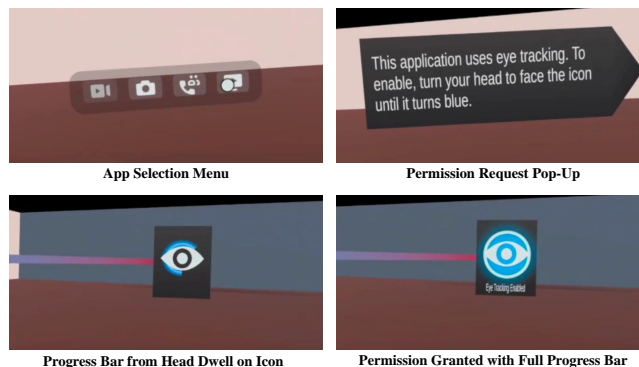 App Selection Menu
This application uses eye tracking. To
enable, turn your head to face the icon
until it turns blue.
Permission Request Pop-Up
Progress Bar from Head Dwell on Icon
Eye Tracking Enabled
Permission Granted with Full Progress Bar